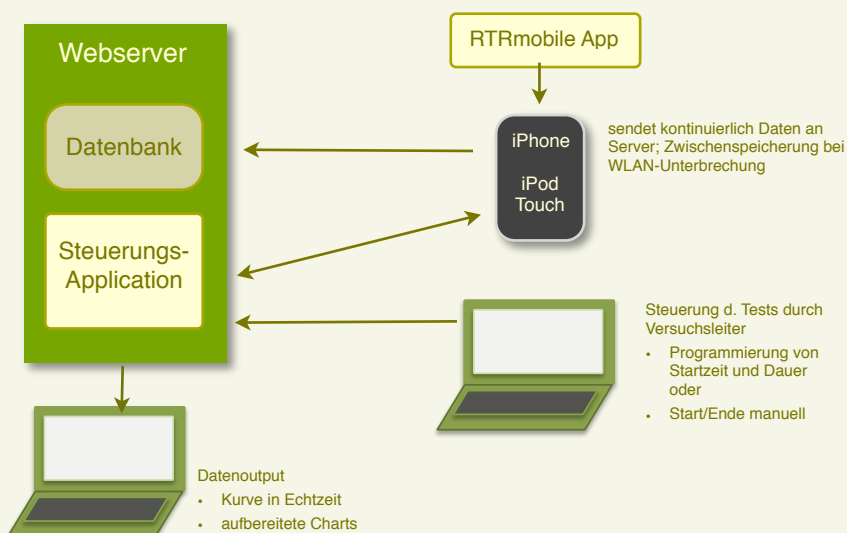 Webserver
Datenbank
Steuerungs-
Application
RTRmobile App
iPhone
iPod
Touch
sendet kontinuierlich Daten an
Server; Zwischenspeicherung bei
WLAN-Unterbrechung
Steuerung d. Tests durch
Versuchsleiter
• Programmierung von
Startzeit und Dauer
oder
• Start/Ende manuell
Datenoutput
• Kurve in Echtzeit
• aufbereitete Charts